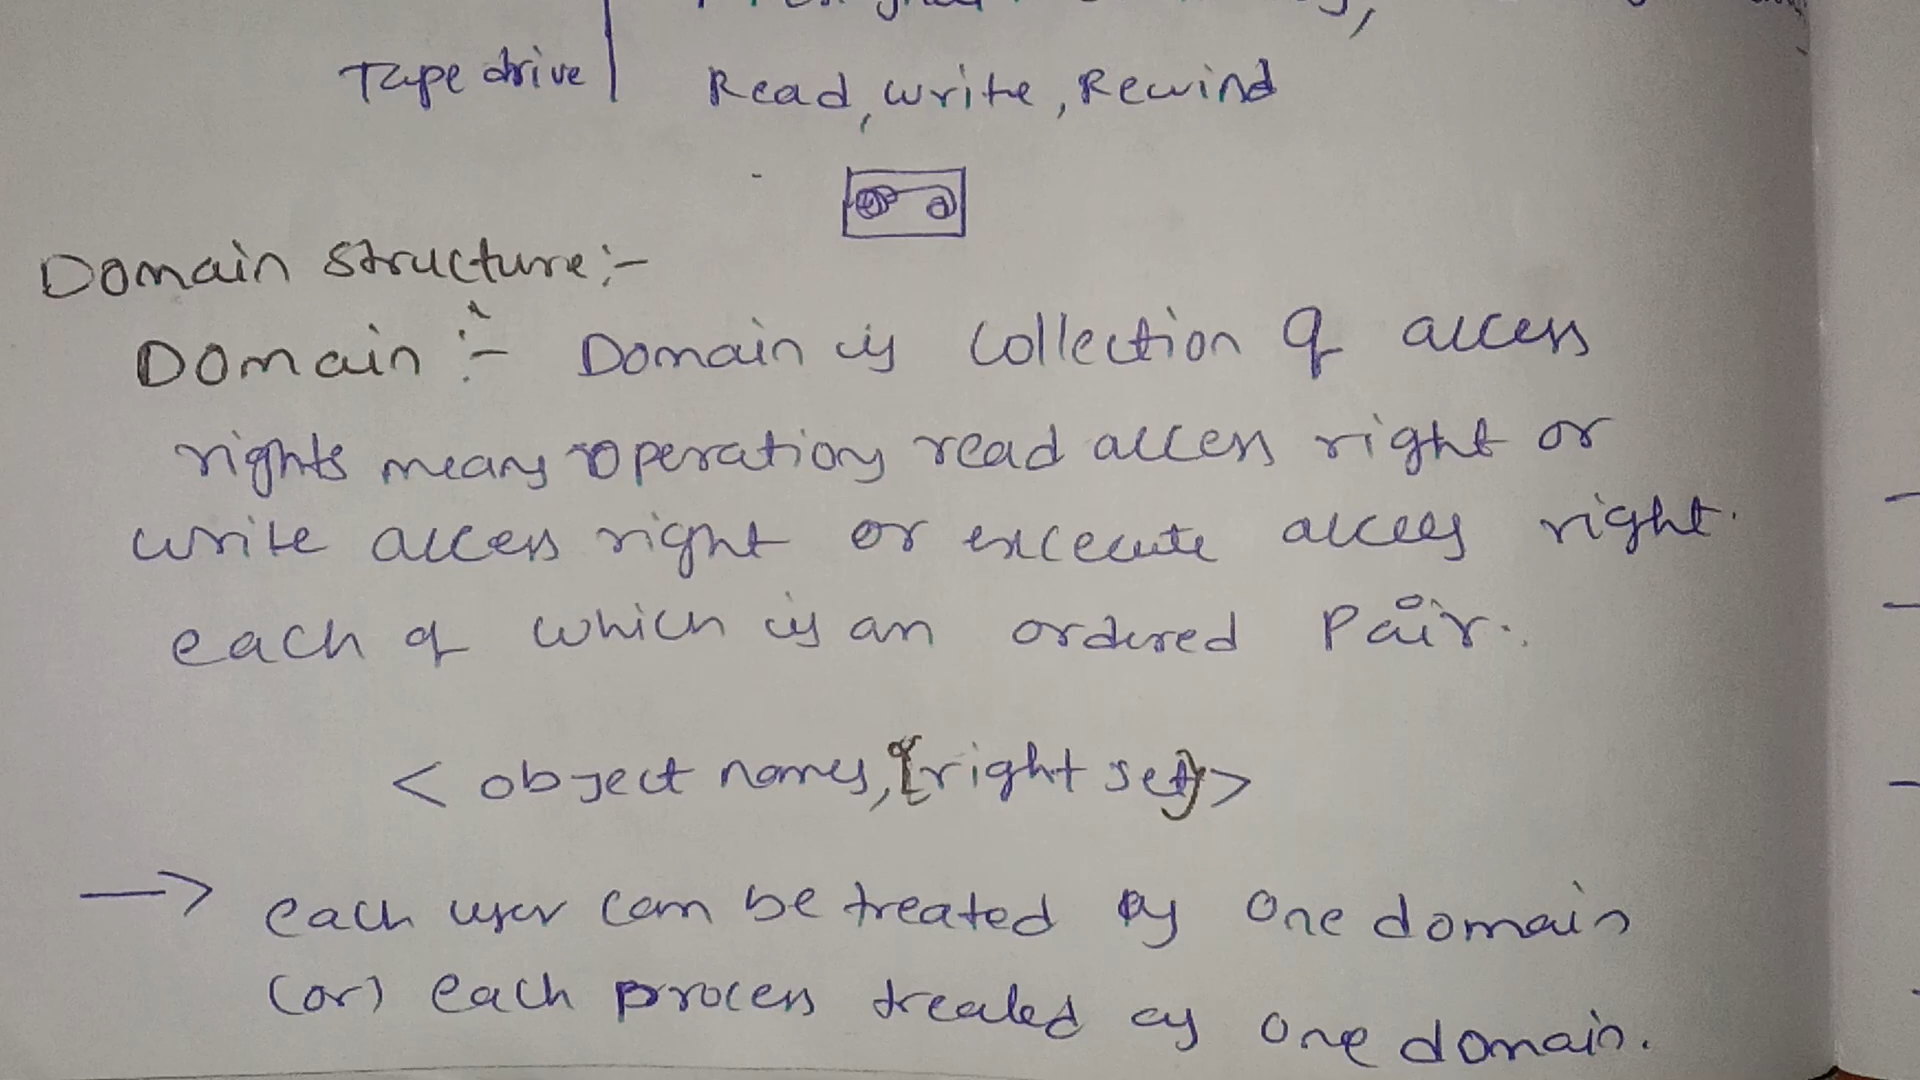 Tape drive | Read, write, Rewind
Domain structure:-
Domain :- Domain is collection of access
rights means operations read access right or
write access right or excecute access right.
each of which is an ordered Pair.
< object names, {right set} >
→ each user can be treated by one domain
(or) each process treated as one domain.